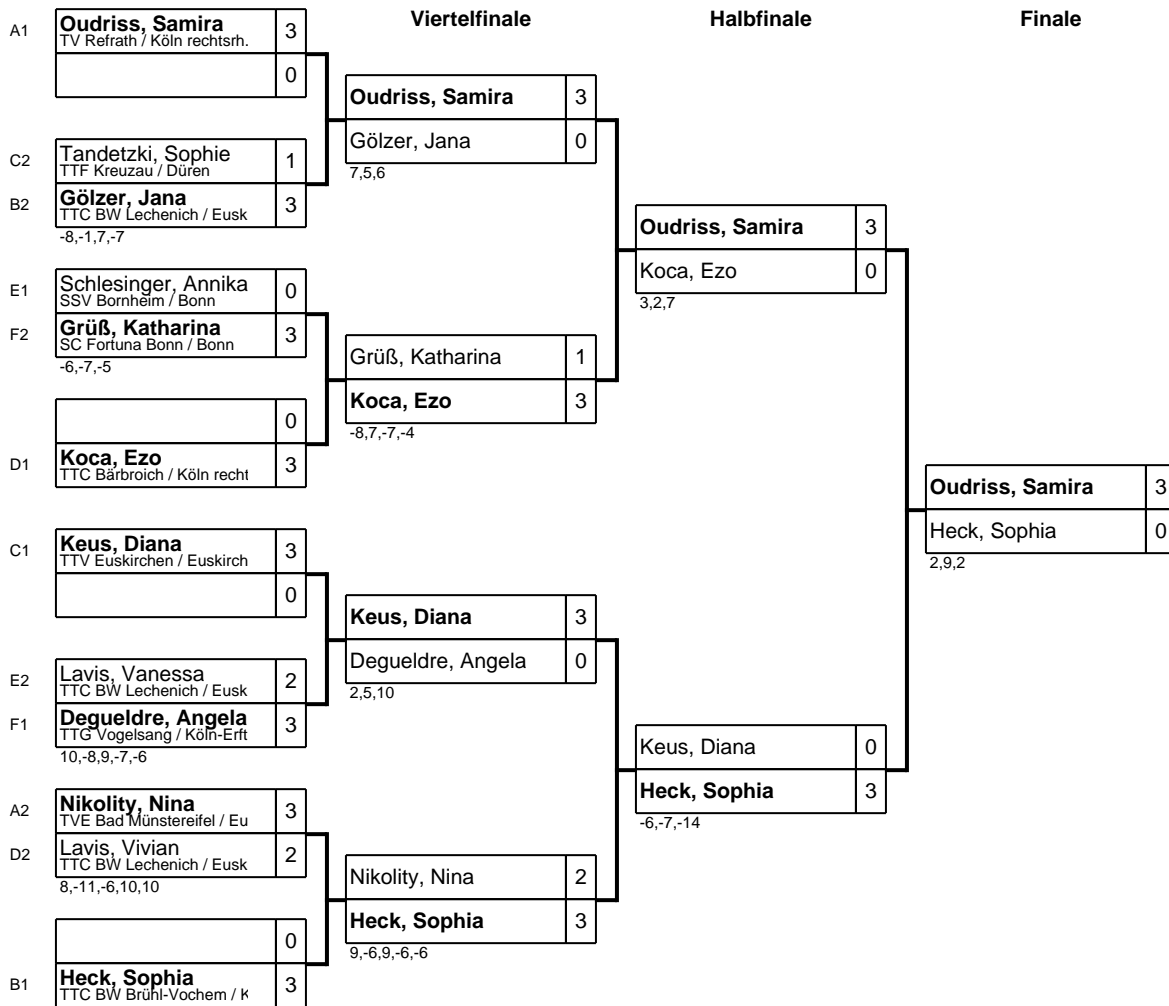 Viertelfinale
Halbfinale
Finale
A1 Oudriss, Samira 3
TV Refrath / Köln rechtsrh.
0
C2 Tandetzki, Sophie 1
TTF Kreuzau / Düren
B2 Gölzer, Jana 3
TTC BW Lechenich / Eusk
-8,-1,7,-7
E1 Schlesinger, Annika 0
SSV Bornheim / Bonn
F2 Grüß, Katharina 3
SC Fortuna Bonn / Bonn
-6,-7,-5
0
D1 Koca, Ezo 3
TTC Bärbroich / Köln recht
C1 Keus, Diana 3
TTV Euskirchen / Euskirch
0
E2 Lavis, Vanessa 2
TTC BW Lechenich / Eusk
F1 Degueldre, Angela 3
TTG Vogelsang / Köln-Erft
10,-8,9,-7,-6
A2 Nikolity, Nina 3
TVE Bad Münstereifel / Eu
D2 Lavis, Vivian 2
TTC BW Lechenich / Eusk
8,-11,-6,10,10
0
B1 Heck, Sophia 3
TTC BW Brühl-Vochem / K
Oudriss, Samira 3
Gölzer, Jana 0
7,5,6
Grüß, Katharina 1
Koca, Ezo 3
-8,7,-7,-4
Keus, Diana 3
Degueldre, Angela 0
2,5,10
Nikolity, Nina 2
Heck, Sophia 3
9,-6,9,-6,-6
Oudriss, Samira 3
Koca, Ezo 0
3,2,7
Keus, Diana 0
Heck, Sophia 3
-6,-7,-14
Oudriss, Samira 3
Heck, Sophia 0
2,9,2